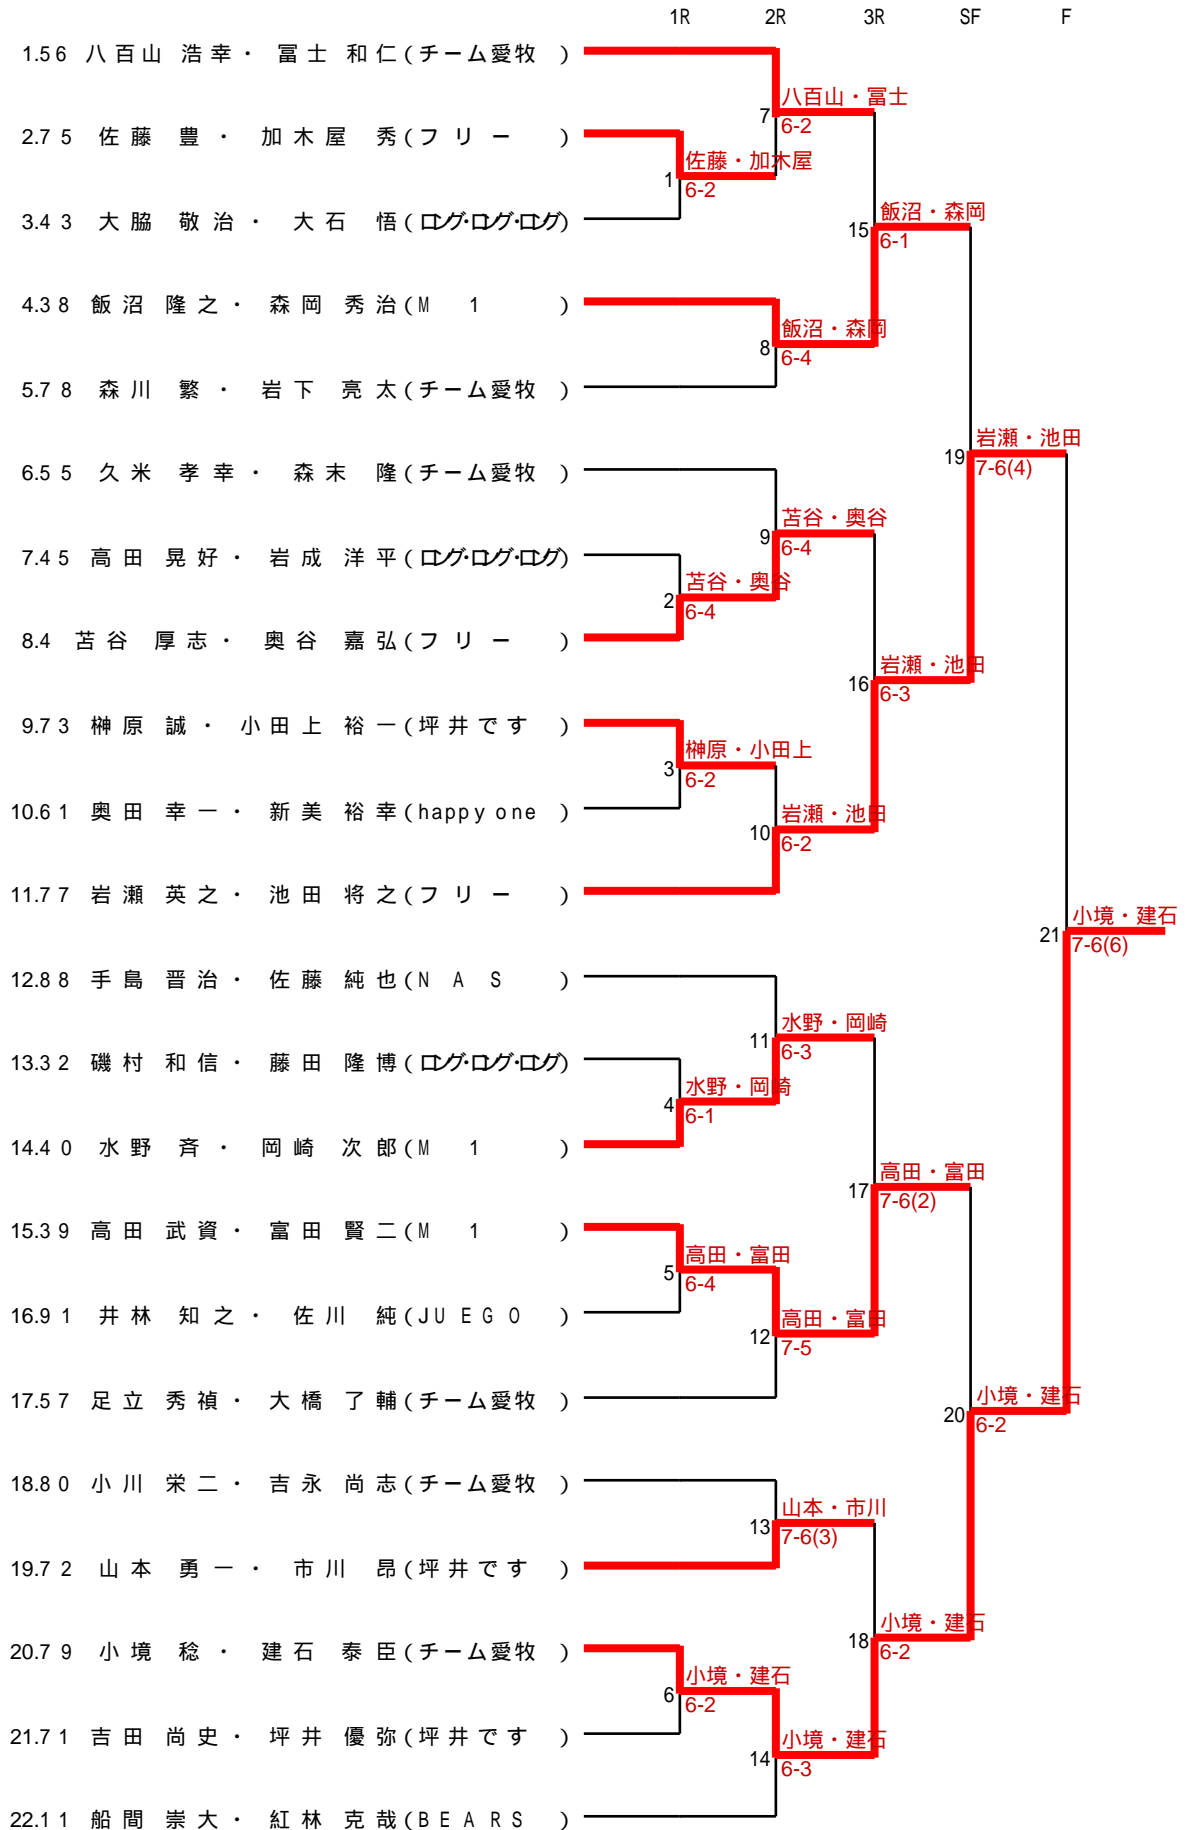 1R 2R 3R SF F
1.5 6 八百山 浩幸・ 冨士 和仁(チーム愛牧 )
八百山・冨士
7
6-2
2.7 5 佐藤 豊・ 加木屋 秀(フリー )
佐藤・加木屋
1
6-2
3.4 3 大脇 敬治・ 大石 悟(ロング・ロング・ロング)
飯沼・森岡
15
6-1
4.3 8 飯沼 隆之・ 森岡 秀治(M 1 )
飯沼・森岡
8
6-4
5.7 8 森川 繁・ 岩下 亮太(チーム愛牧 )
岩瀬・池田
19
7-6(4)
6.5 5 久米 孝幸・ 森末 隆(チーム愛牧 )
苫谷・奥谷
9
6-4
7.4 5 高田 晃好・ 岩成 洋平(ロング・ロング・ロング)
苫谷・奥谷
2
6-4
8.4 苫谷 厚志・ 奥谷 嘉弘(フリー )
岩瀬・池田
16
6-3
9.7 3 榊原 誠・ 小田上 裕一(坪井です )
榊原・小田上
3
6-2
10.6 1 奥田 幸一・ 新美 裕幸(happy one )
岩瀬・池田
10
6-2
11.7 7 岩瀬 英之・ 池田 将之(フリー )
小境・建石
21
7-6(6)
12.8 8 手島 晋治・ 佐藤 純也(N A S )
水野・岡崎
11
6-3
13.3 2 磯村 和信・ 藤田 隆博(ロング・ロング・ロング)
水野・岡崎
4
6-1
14.4 0 水野 斉・ 岡崎 次郎(M 1 )
高田・富田
17
7-6(2)
15.3 9 高田 武資・ 富田 賢二(M 1 )
高田・富田
5
6-4
16.9 1 井林 知之・ 佐川 純(JUEGO )
高田・富田
12
7-5
17.5 7 足立 秀禎・ 大橋 了輔(チーム愛牧 )
小境・建石
20
6-2
18.8 0 小川 栄二・ 吉永 尚志(チーム愛牧 )
山本・市川
13
7-6(3)
19.7 2 山本 勇一・ 市川 昂(坪井です )
小境・建石
18
6-2
20.7 9 小境 稔・ 建石 泰臣(チーム愛牧 )
小境・建石
6
6-2
21.7 1 吉田 尚史・ 坪井 優弥(坪井です )
小境・建石
14
6-3
22.1 1 船間 崇大・ 紅林 克哉(BEARS )